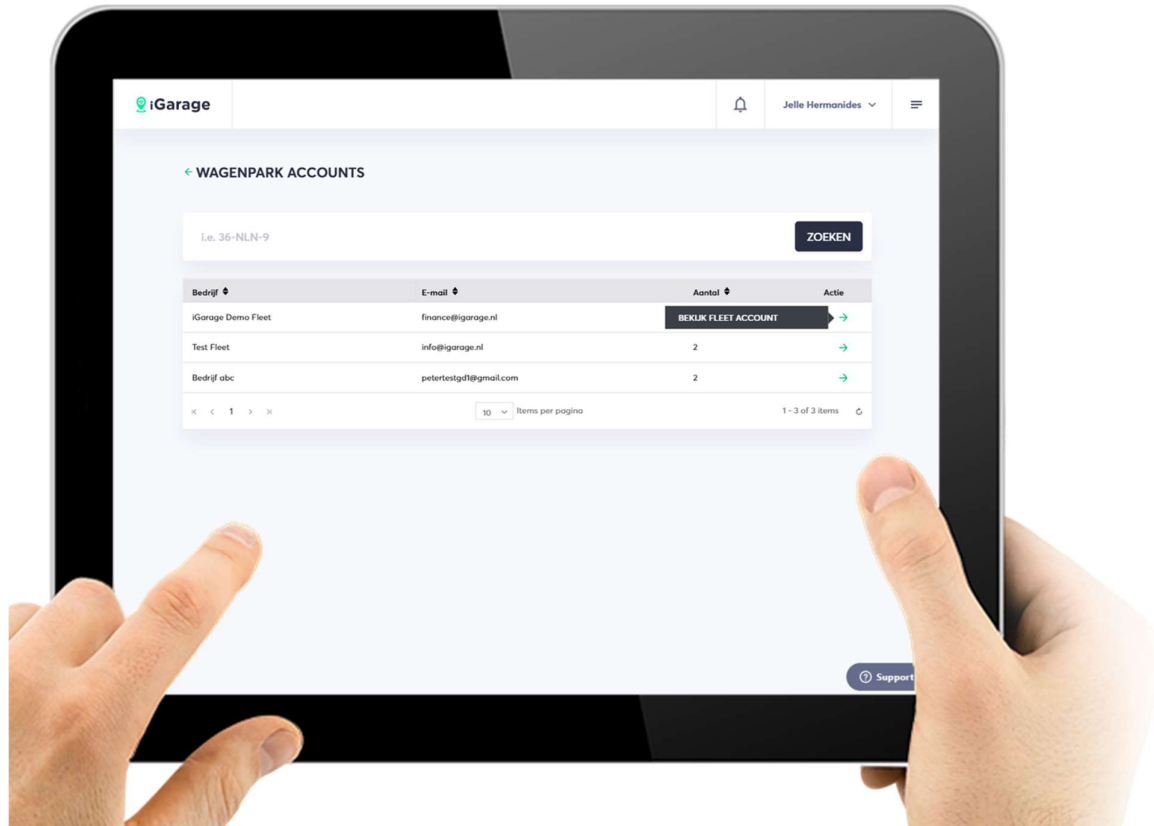 iGarage
Jelle Hermanides
WAGENPARK ACCOUNTS
i.e. 36-NLN-9
ZOEKEN
Bedrijf E-mail Aantal Actie
iGarage Demo Fleet finance@igarage.nl BEKIJK FLEET ACCOUNT
Test Fleet info@igarage.nl 2
Bedrijf abc petertestgd1@gmail.com 2
1 10 Items per pagina 1 - 3 of 3 items
Support